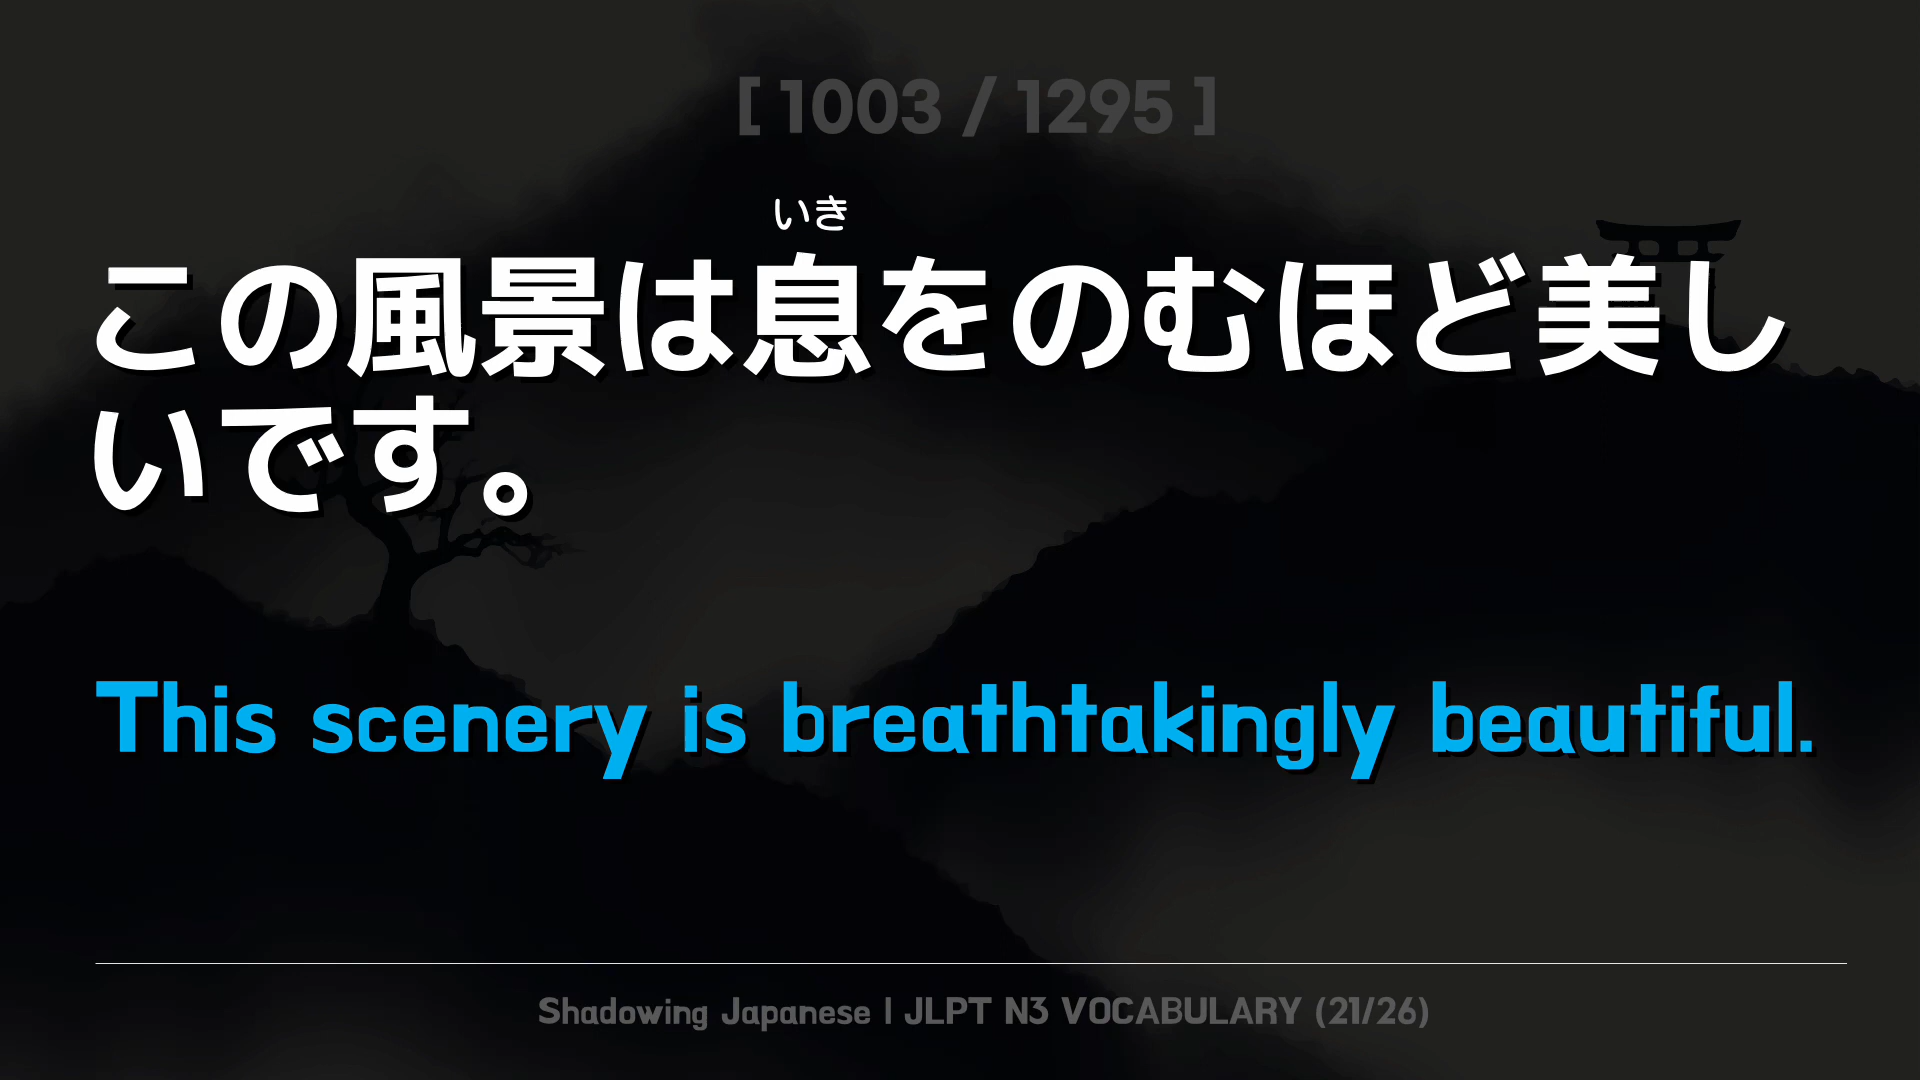 [ 1003 / 1295 ]
いき
この風景は息をのむほど美し
いです。
This scenery is breathtakingly beautiful.
Shadowing Japanese | JLPT N3 VOCABULARY (21/26)